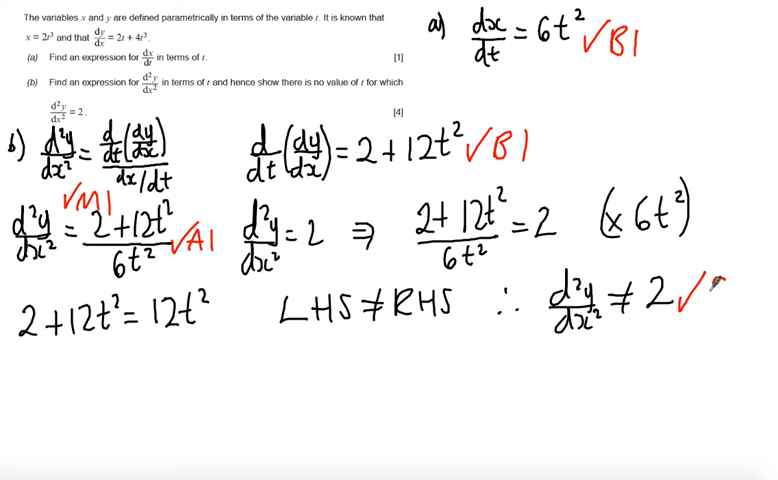 The variables x and y are defined parametrically in terms of the variable t. It is known that
x = 2t³ and that dy/dx = 2t + 4t³.
(a) Find an expression for dx/dt in terms of t. [1]
(b) Find an expression for d²y/dx² in terms of t and hence show there is no value of t for which
d²y/dx² = 2. [4]
a) dx/dt = 6t² ✓B1
b) d²y/dx² = d/dt(dy/dx) / dx/dt
d/dt(dy/dx) = 2 + 12t² ✓B1
✓M1
d²y/dx² = 2 + 12t² / 6t² ✓A1
d²y/dx² = 2 ⇒ 2 + 12t² / 6t² = 2 (× 6t²)
2 + 12t² = 12t² LHS ≠ RHS ∴ d²y/dx² ≠ 2 ✓